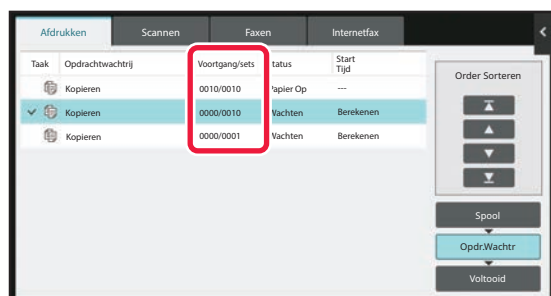 Afdrukken Scannen Faxen Internetfax
Taak Opdrachtwachtrij Voortgang/sets tatus Start Tijd
Kopieren 0010/0010 Papier Op ---
Kopieren 0000/0010 Wachten Berekenen
Kopieren 0000/0001 Wachten Berekenen
Order Sorteren
Spool
Opdr.Wachtr
Voltooid